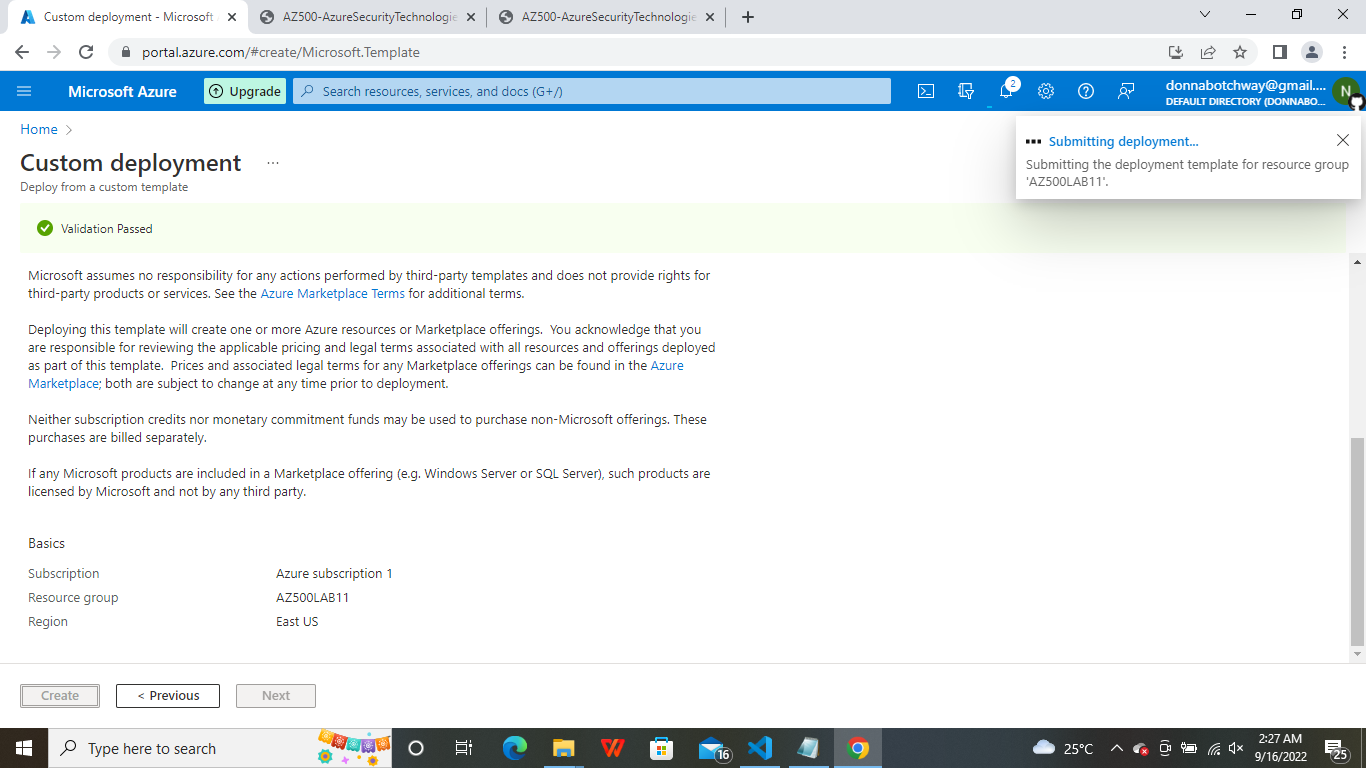 Custom deployment - Microsoft
AZ500-AzureSecurityTechnologie
AZ500-AzureSecurityTechnologie
portal.azure.com/#create/Microsoft.Template
Microsoft Azure
Upgrade
Search resources, services, and docs (G+/)
2
donnabotchway@gmail....
DEFAULT DIRECTORY (DONNABO...
N
Home
Custom deployment
...
Deploy from a custom template
Submitting deployment...
Submitting the deployment template for resource group
'AZ500LAB11'.
Validation Passed
Microsoft assumes no responsibility for any actions performed by third-party templates and does not provide rights for
third-party products or services. See the Azure Marketplace Terms for additional terms.
Deploying this template will create one or more Azure resources or Marketplace offerings.  You acknowledge that you
are responsible for reviewing the applicable pricing and legal terms associated with all resources and offerings deployed
as part of this template.  Prices and associated legal terms for any Marketplace offerings can be found in the Azure
Marketplace; both are subject to change at any time prior to deployment.
Neither subscription credits nor monetary commitment funds may be used to purchase non-Microsoft offerings. These
purchases are billed separately.
If any Microsoft products are included in a Marketplace offering (e.g. Windows Server or SQL Server), such products are
licensed by Microsoft and not by any third party.
Basics
Subscription Azure subscription 1
Resource group AZ500LAB11
Region East US
Create
< Previous
Next
Type here to search
16
25°C
2:27 AM
9/16/2022
25